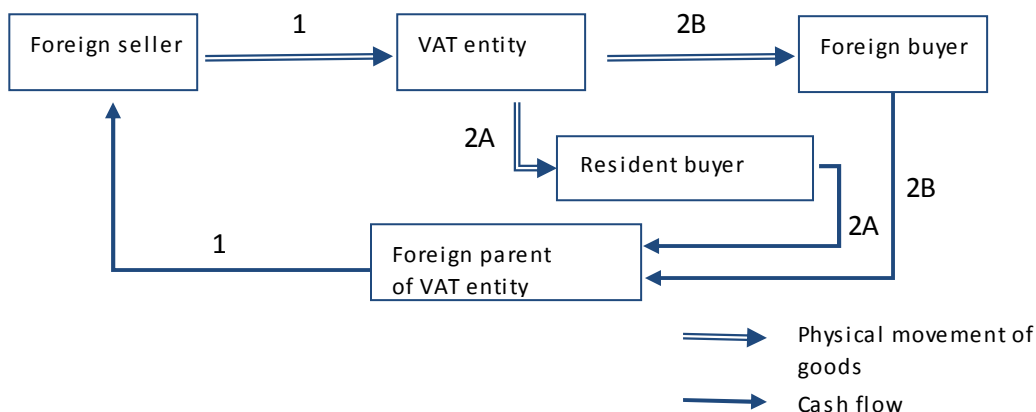 1
2B
Foreign seller
VAT entity
Foreign buyer
2A
Resident buyer
2B
2A
1
Foreign parent
of VAT entity
Physical movement of
goods
Cash flow